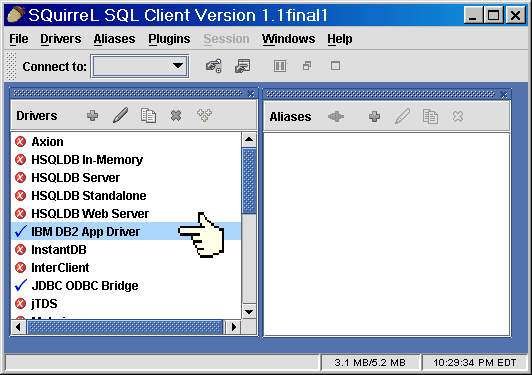 SQuirreL SQL Client Version 1.1final1
File Drivers Aliases Plugins Session Windows Help
Connect to:
Drivers
Axion
HSQLDB In-Memory
HSQLDB Server
HSQLDB Standalone
HSQLDB Web Server
IBM DB2 App Driver
InstantDB
InterClient
JDBC ODBC Bridge
jTDS
Aliases
3.1 MB/5.2 MB
10:29:34 PM EDT